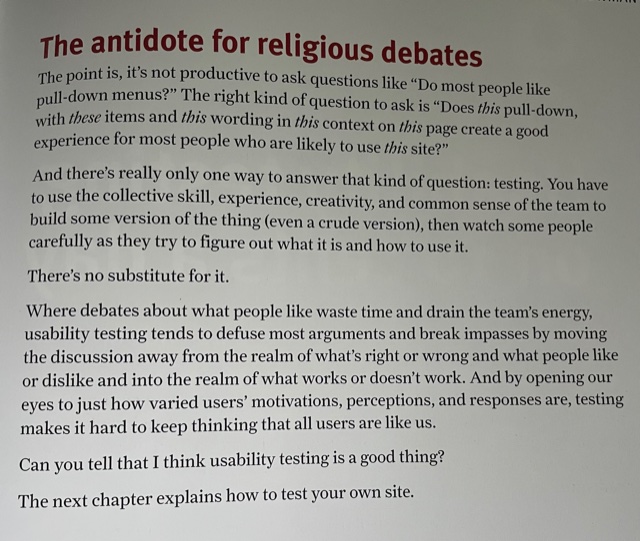 The antidote for religious debates
The point is, it's not productive to ask questions like “Do most people like
pull-down menus?” The right kind of question to ask is “Does this pull-down,
with these items and this wording in this context on this page create a good
experience for most people who are likely to use this site?”
And there's really only one way to answer that kind of question: testing. You have
to use the collective skill, experience, creativity, and common sense of the team to
build some version of the thing (even a crude version), then watch some people
carefully as they try to figure out what it is and how to use it.
There's no substitute for it.
Where debates about what people like waste time and drain the team's energy,
usability testing tends to defuse most arguments and break impasses by moving
the discussion away from the realm of what's right or wrong and what people like
or dislike and into the realm of what works or doesn't work. And by opening our
eyes to just how varied users' motivations, perceptions, and responses are, testing
makes it hard to keep thinking that all users are like us.
Can you tell that I think usability testing is a good thing?
The next chapter explains how to test your own site.